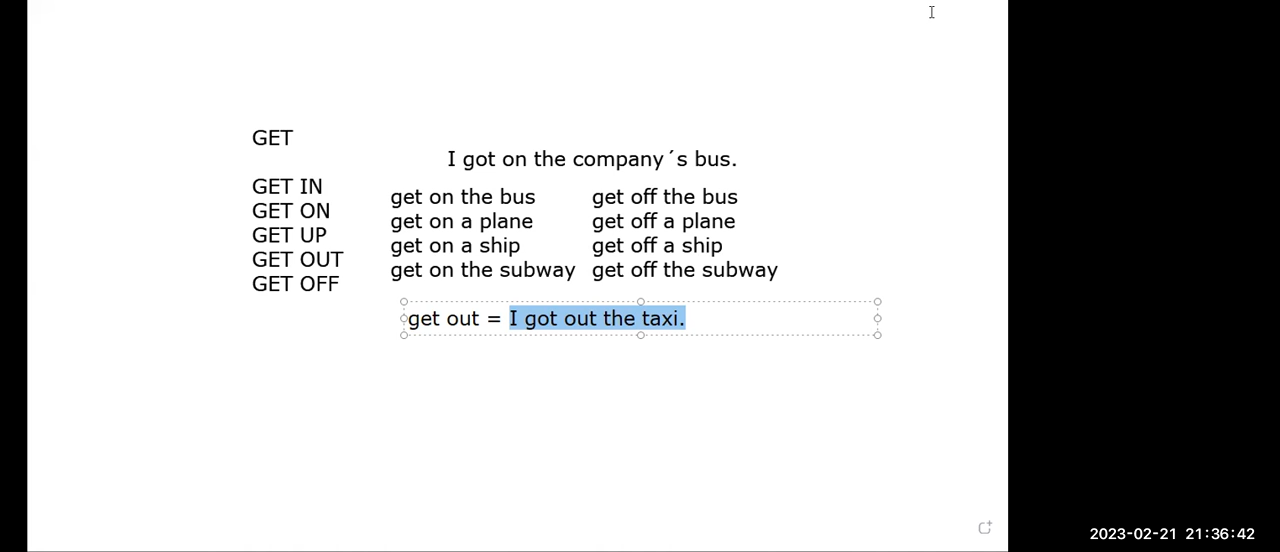 GET
I got on the company´s bus.
GET IN
GET ON
GET UP
GET OUT
GET OFF
get on the bus
get on a plane
get on a ship
get on the subway
get off the bus
get off a plane
get off a ship
get off the subway
get out = I got out the taxi.
2023-02-21 21:36:42